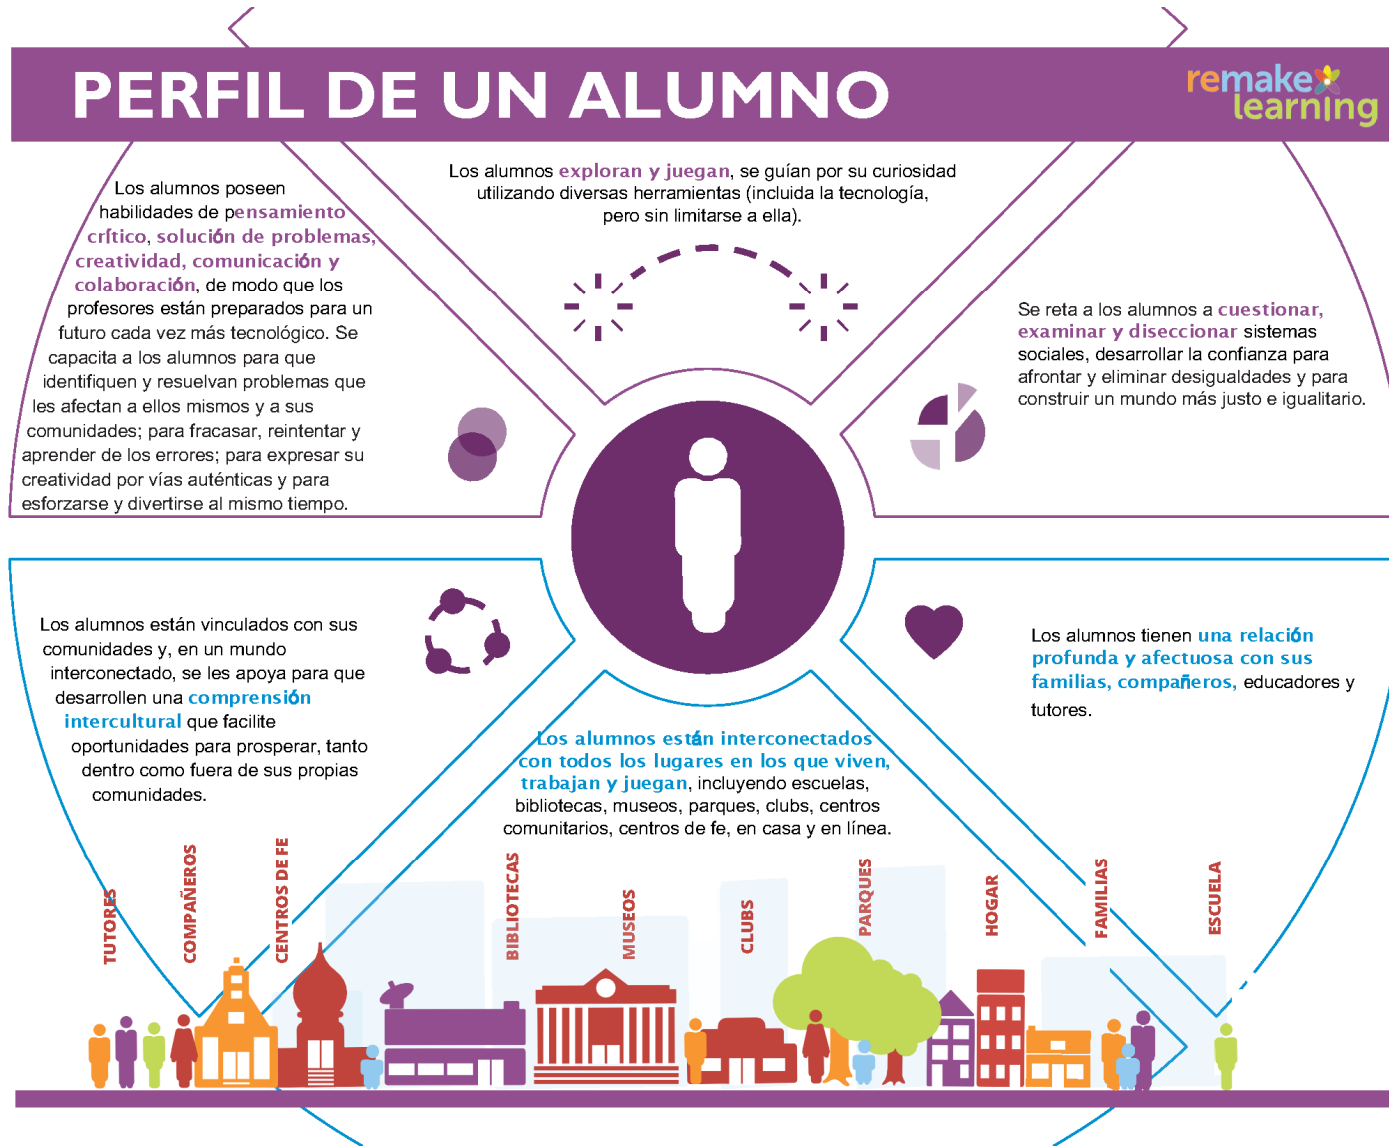 PERFIL DE UN ALUMNO
remake
learning
Los alumnos poseen
habilidades de pensamiento
crítico, solución de problemas,
creatividad, comunicación y
colaboración, de modo que los
profesores están preparados para un
futuro cada vez más tecnológico. Se
capacita a los alumnos para que
identifiquen y resuelvan problemas que
les afectan a ellos mismos y a sus
comunidades; para fracasar, reintentar y
aprender de los errores; para expresar su
creatividad por vías auténticas y para
esforzarse y divertirse al mismo tiempo.
Los alumnos exploran y juegan, se guían por su curiosidad
utilizando diversas herramientas (incluida la tecnología,
pero sin limitarse a ella).
Se reta a los alumnos a cuestionar,
examinar y diseccionar sistemas
sociales, desarrollar la confianza para
afrontar y eliminar desigualdades y para
construir un mundo más justo e igualitario.
Los alumnos están vinculados con sus
comunidades y, en un mundo
interconectado, se les apoya para que
desarrollen una comprensión
intercultural que facilite
oportunidades para prosperar, tanto
dentro como fuera de sus propias
comunidades.
Los alumnos están interconectados
con todos los lugares en los que viven,
trabajan y juegan, incluyendo escuelas,
bibliotecas, museos, parques, clubs, centros
comunitarios, centros de fe, en casa y en línea.
Los alumnos tienen una relación
profunda y afectuosa con sus
familias, compañeros, educadores y
tutores.
TUTORES
COMPAÑEROS
CENTROS DE FE
BIBLIOTECAS
MUSEOS
CLUBS
PARQUES
HOGAR
FAMILIAS
ESCUELA